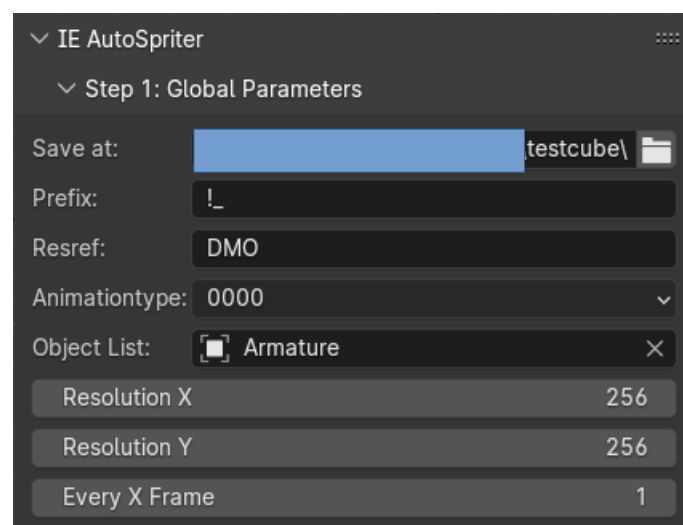 IE AutoSpriter
Step 1: Global Parameters
Save at: \testcube\
Prefix: !_
Resref: DMO
Animationtype: 0000
Object List: Armature
Resolution X 256
Resolution Y 256
Every X Frame 1